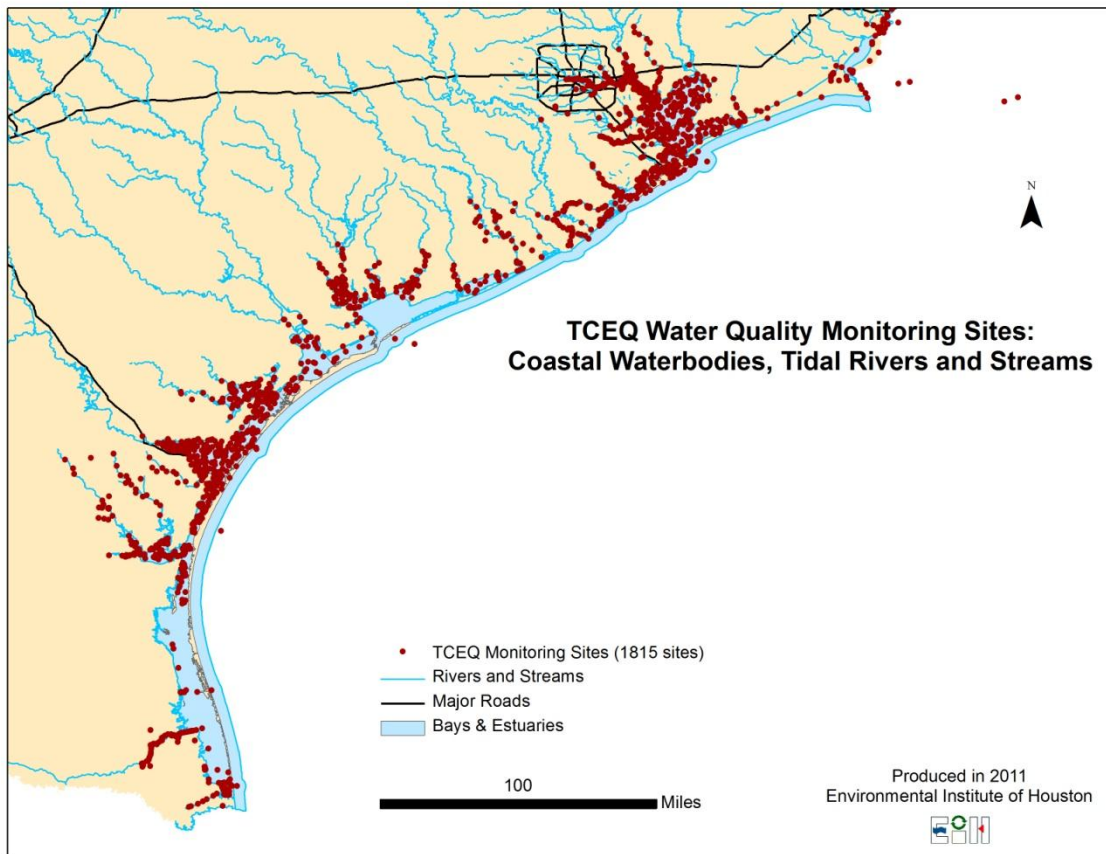 N
TCEQ Water Quality Monitoring Sites:
Coastal Waterbodies, Tidal Rivers and Streams
TCEQ Monitoring Sites (1815 sites)
Rivers and Streams
Major Roads
Bays & Estuaries
100
Miles
Produced in 2011
Environmental Institute of Houston
EIH